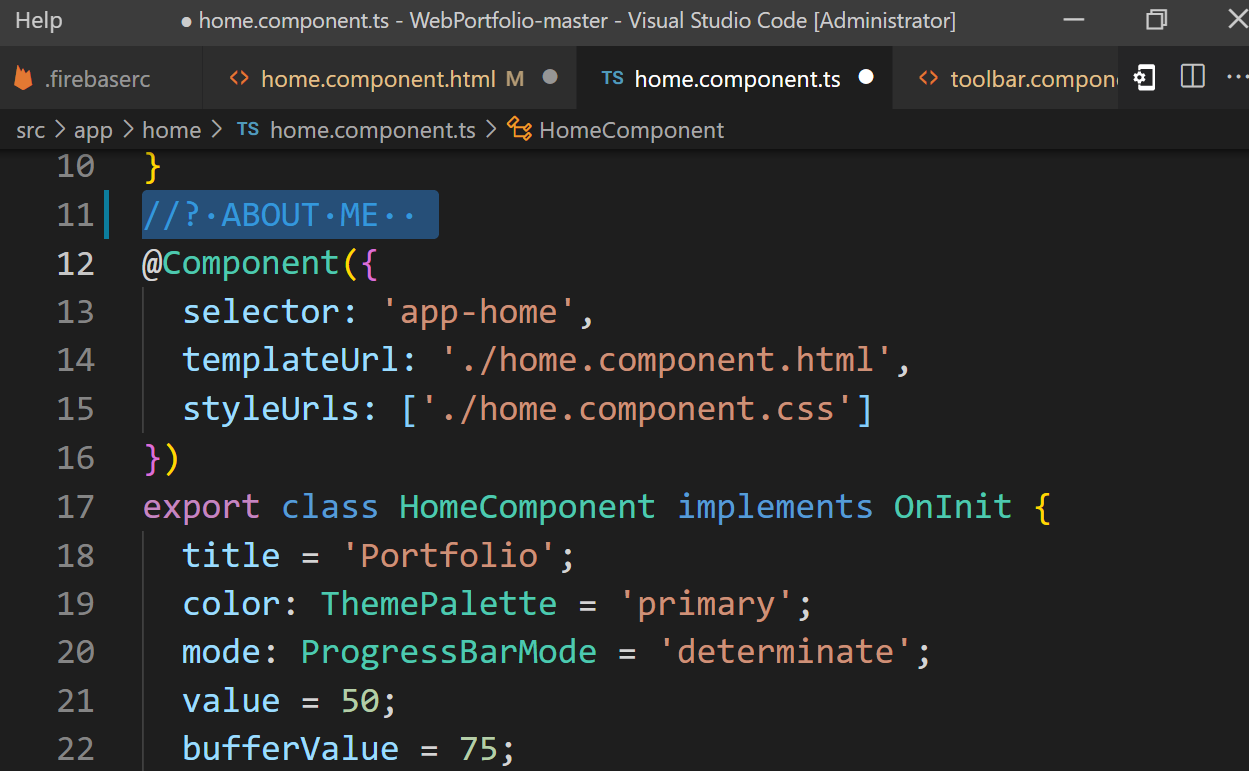 Help ● home.component.ts - WebPortfolio-master - Visual Studio Code [Administrator]
.firebaserc <> home.component.html M ● TS home.component.ts ● <> toolbar.compon
src > app > home > TS home.component.ts > HomeComponent
10 }
11 //?·ABOUT·ME··
12 @Component({
13 selector: 'app-home',
14 templateUrl: './home.component.html',
15 styleUrls: ['./home.component.css']
16 })
17 export class HomeComponent implements OnInit {
18 title = 'Portfolio';
19 color: ThemePalette = 'primary';
20 mode: ProgressBarMode = 'determinate';
21 value = 50;
22 bufferValue = 75;